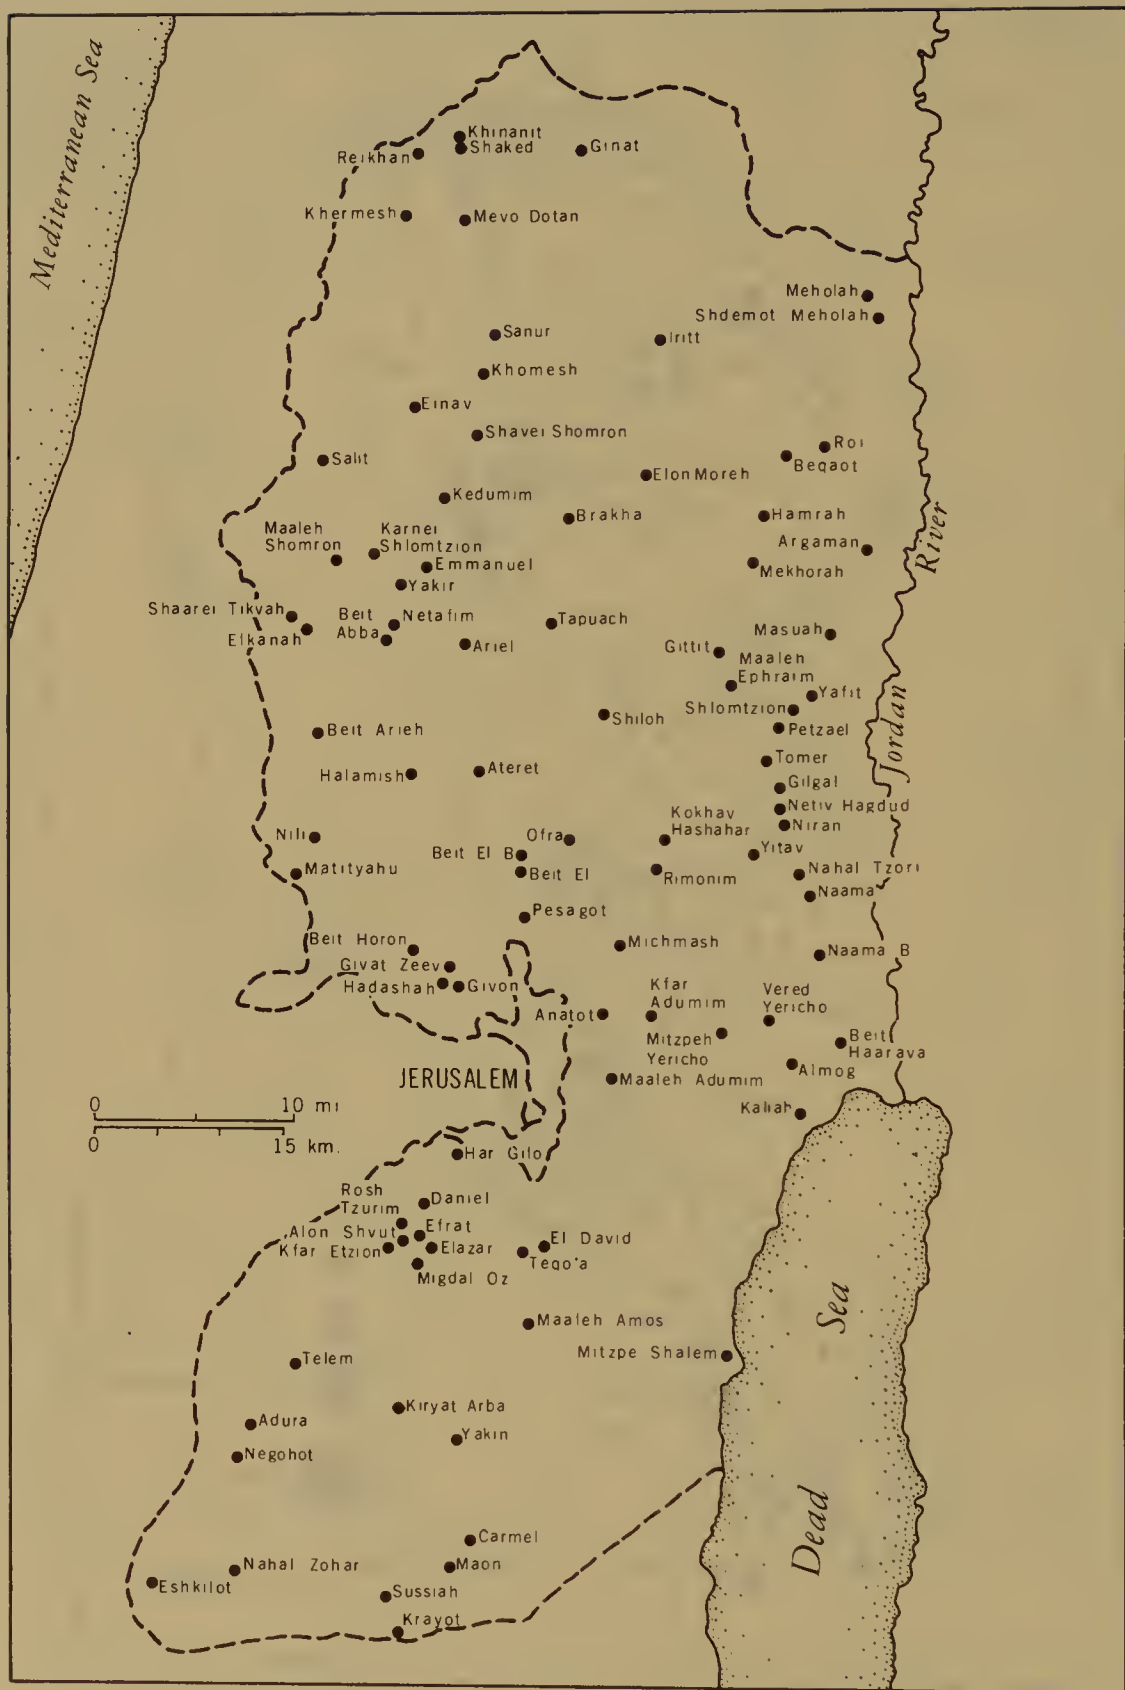 Mediterranean Sea
Khinanit
Shaked
Reikhan
Ginat
Khermesh
Mevo Dotan
Meholah
Shdemot Meholah
Sanur
Iritt
Khomesh
Einav
Shavei Shomron
Salit
Roi
Beqaot
Elon Moreh
Kedumim
Brakha
Hamrah
Maaleh
Shomron
Karnei
Shlomtzion
Argaman
Emmanuel
Mekhorah
Yakir
River
Shaarei Tikvah
Beit
Abba
Netafim
Tapuach
Elkanah
Ariel
Masuah
Gittit
Maaleh
Ephraim
Yafit
Shlomtzion
Shiloh
Petzael
Jordan
Beit Arieh
Tomer
Halamish
Ateret
Gilgal
Netiv Hagdud
Kokhav
Hashahar
Niran
Nili
Ofra
Beit El B
Yitav
Matityahu
Beit El
Rimonim
Nahal Tzori
Naama
Pesagot
Beit Horon
Michmash
Naama B
Givat Zeev
Hadashah
Givon
Kfar
Adumim
Vered
Yericho
Anatot
Mitzpeh
Yericho
Beit
Haarava
JERUSALEM
Maaleh Adumim
Almog
0 10 mi
Kaliah
0 15 km.
Har Gilo
Rosh
Tzurim
Daniel
Alon Shvut
Efrat
El David
Kfar Etzion
Elazar
Teqo'a
Migdal Oz
Maaleh Amos
Sea
Mitzpe Shalem
Telem
Kiryat Arba
Adura
Yakin
Negohot
Dead
Carmel
Nahal Zohar
Maon
Eshkilot
Sussiah
Krayot